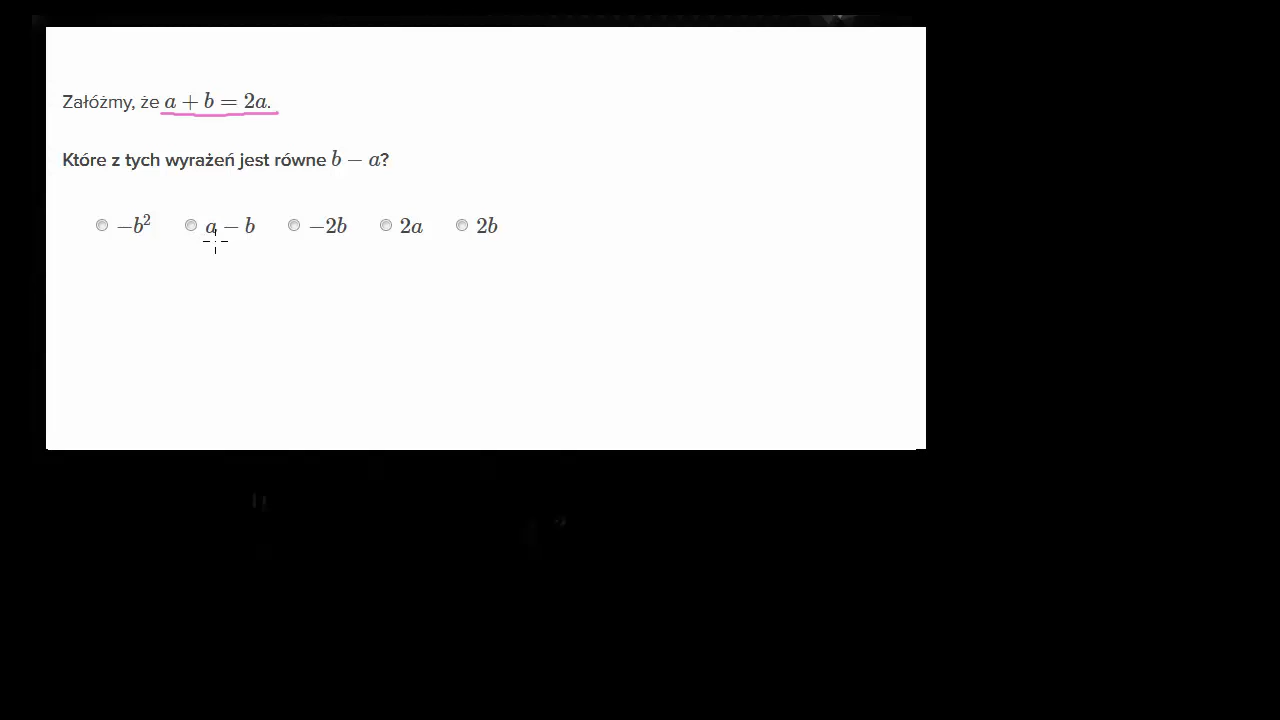 Załóżmy, że a + b = 2a.
Które z tych wyrażeń jest równe b − a?
−b² a − b −2b 2a 2b